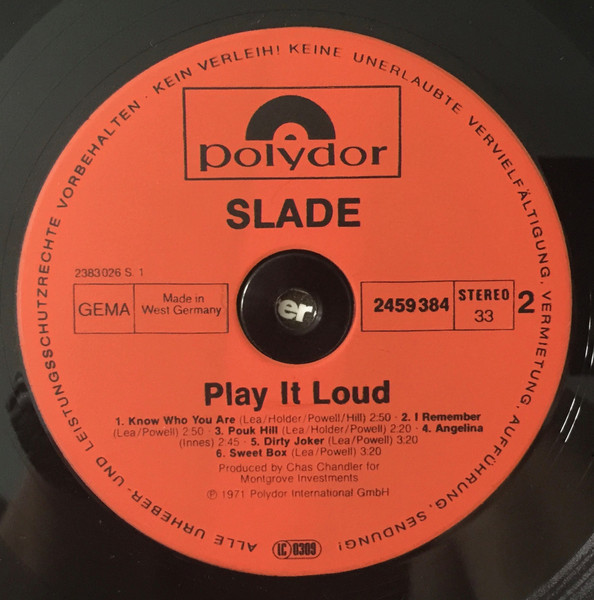 ALLE URHEBER- UND LEISTUNGSSCHUTZRECHTE VORBEHALTEN · KEIN VERLEIH! KEINE UNERLAUBTE VERVIELFÄLTIGUNG, VERMIETUNG, AUFFÜHRUNG, SENDUNG!
polydor
SLADE
2383026 S. 1
GEMA
Made in
West Germany
er
2459 384
STEREO
33
2
Play It Loud
1. Know Who You Are (Lea/Holder/Powell/Hill) 2:50 · 2. I Remember
(Lea/Powell) 2:50 · 3. Pouk Hill (Lea/Holder/Powell) 2:20 · 4. Angelina
(Innes) 2:45 · 5. Dirty Joker (Lea/Powell) 3:20
6. Sweet Box (Lea/Powell) 3:20
Produced by Chas Chandler for
Montgrove Investments
Ⓟ 1971 Polydor International GmbH
LC 0309